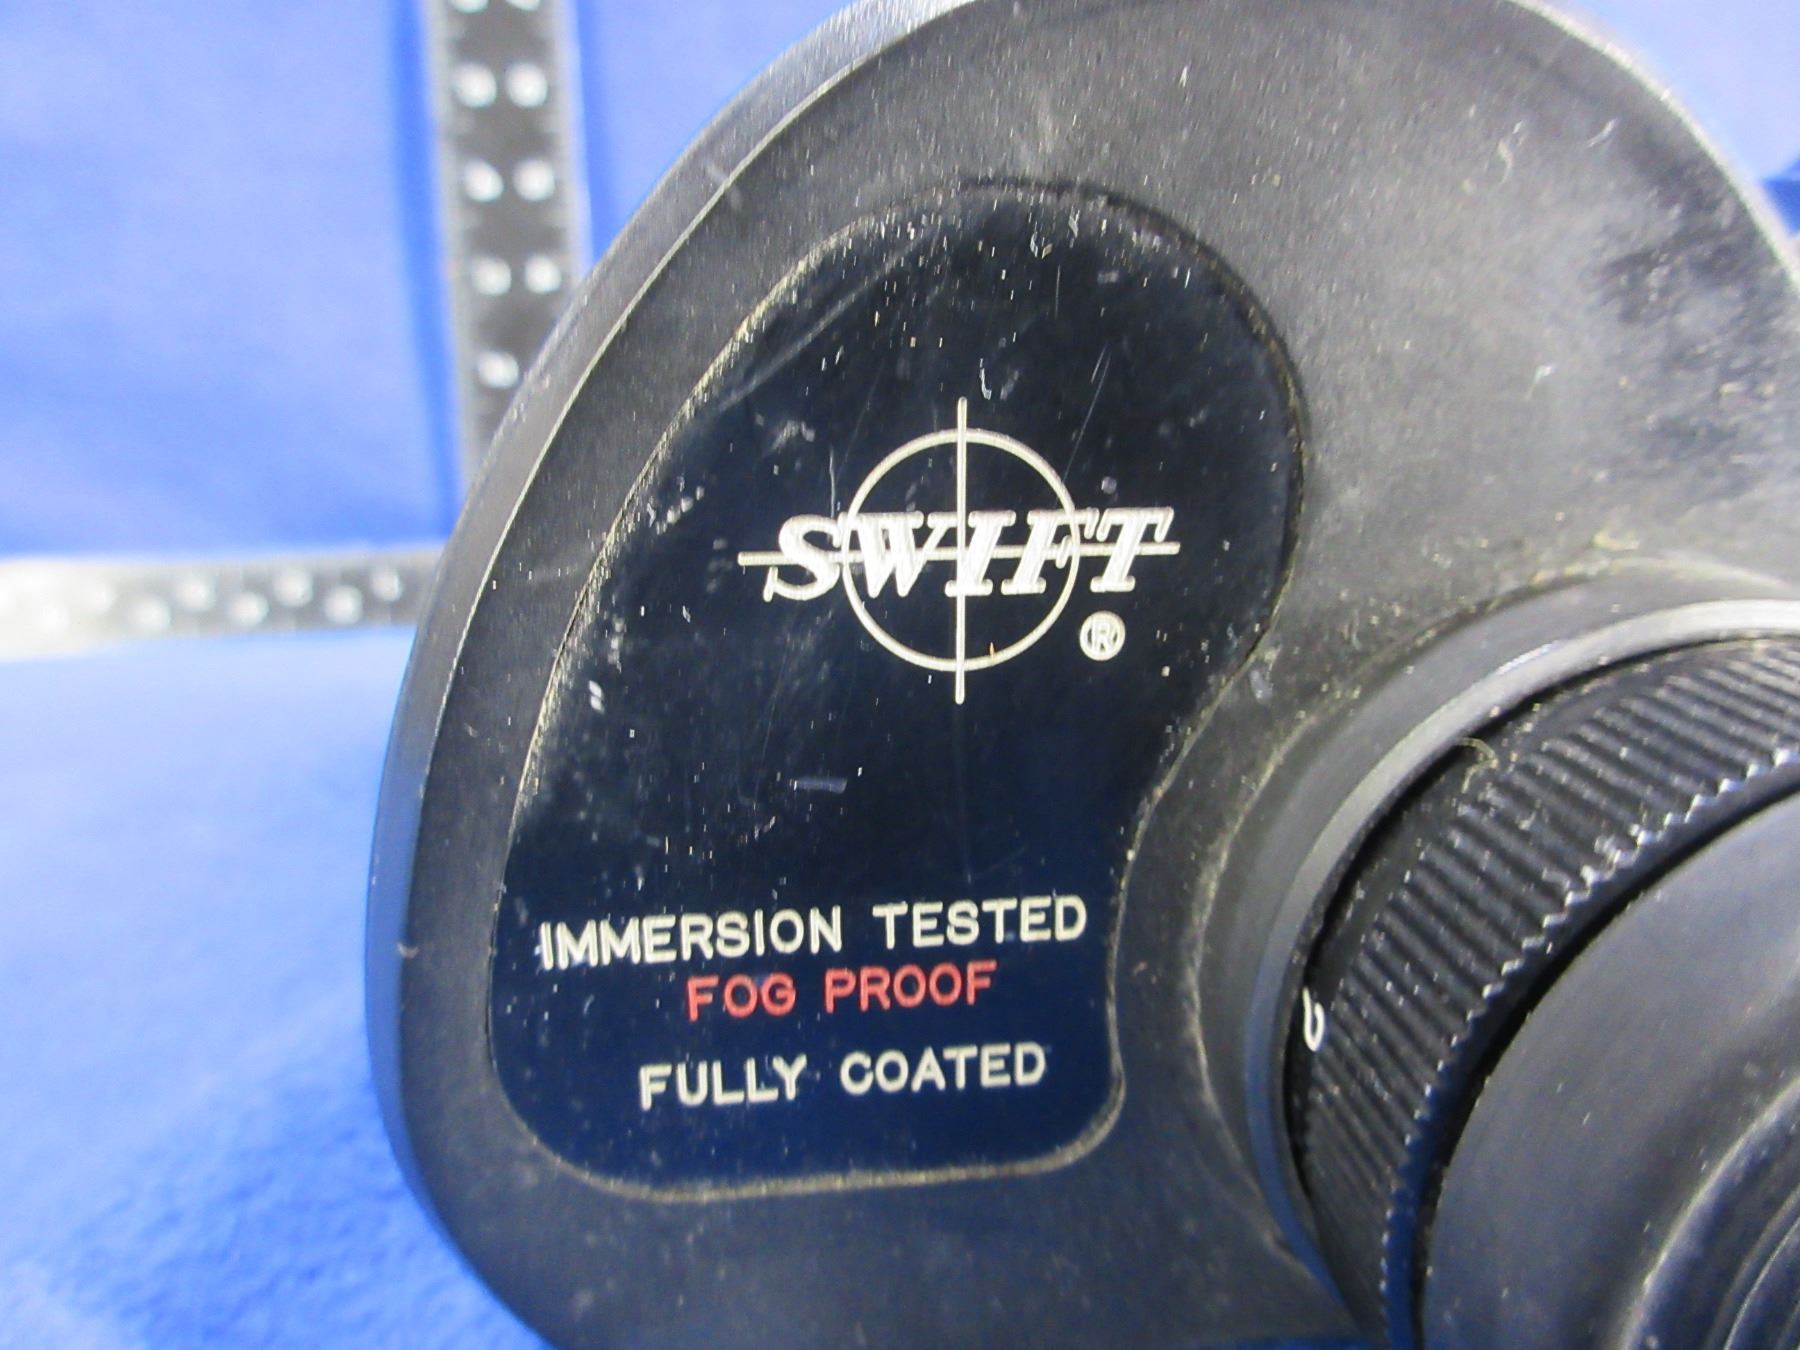 SWIFT
®
IMMERSION TESTED
FOG PROOF
FULLY COATED